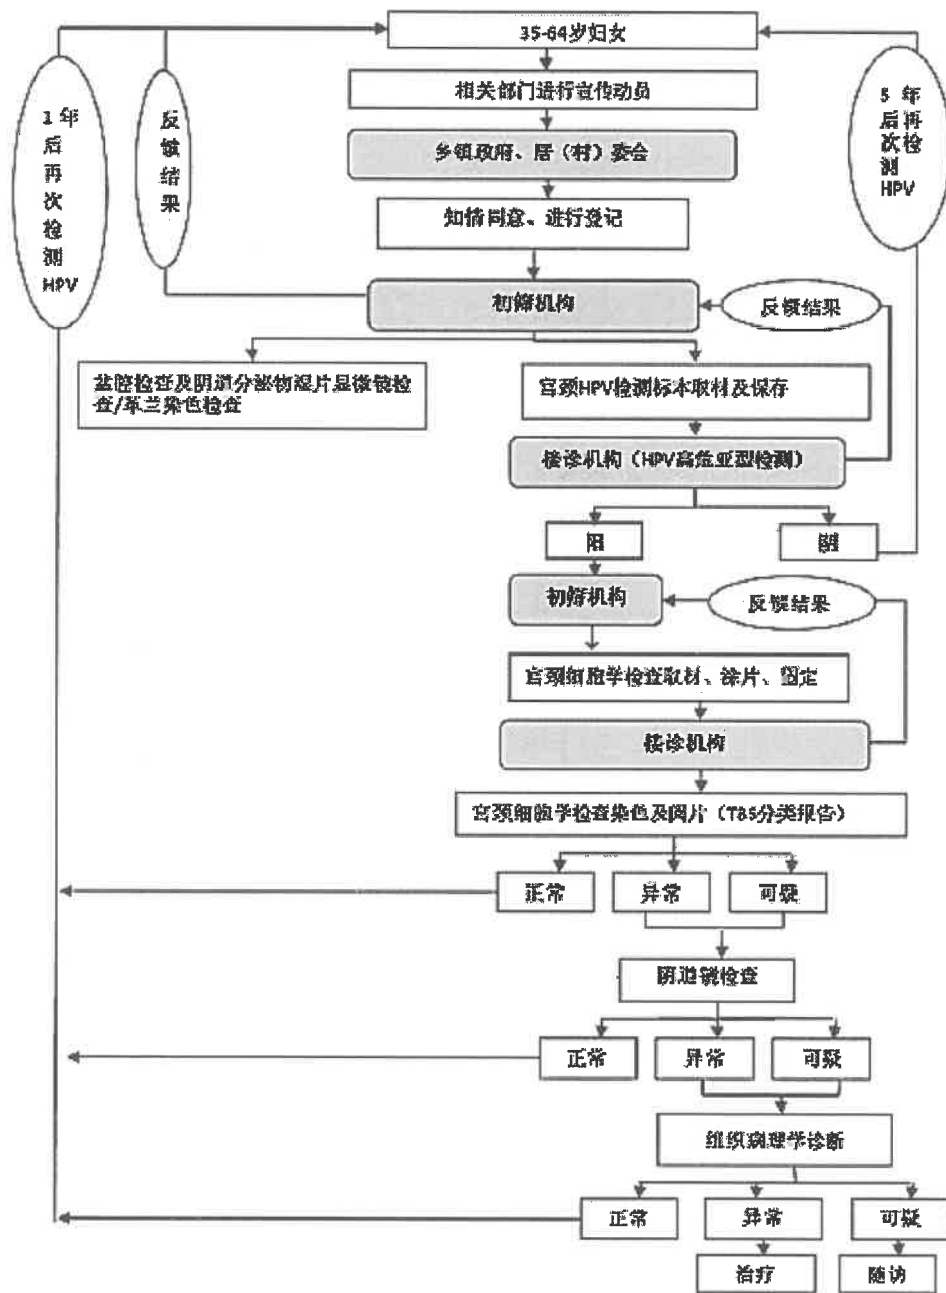 35-64岁妇女
相关部门进行宣传动员
乡镇政府、居（村）委会
知情同意、进行登记
初筛机构
反馈结果
1 年
后
再
次
检
测
HPV
反
馈
结
果
5 年
后再
次检
测
HPV
盆腔检查及阴道分泌物湿片显微镜检
查/革兰染色检查
宫颈HPV检测标本取材及保存
接诊机构（HPV高危亚型检测）
阳
阴
初筛机构
反馈结果
宫颈细胞学检查取材、涂片、固定
接诊机构
宫颈细胞学检查染色及阅片（TBS分类报告）
正常
异常
可疑
阴道镜检查
正常
异常
可疑
组织病理学诊断
正常
异常
可疑
治疗
随访